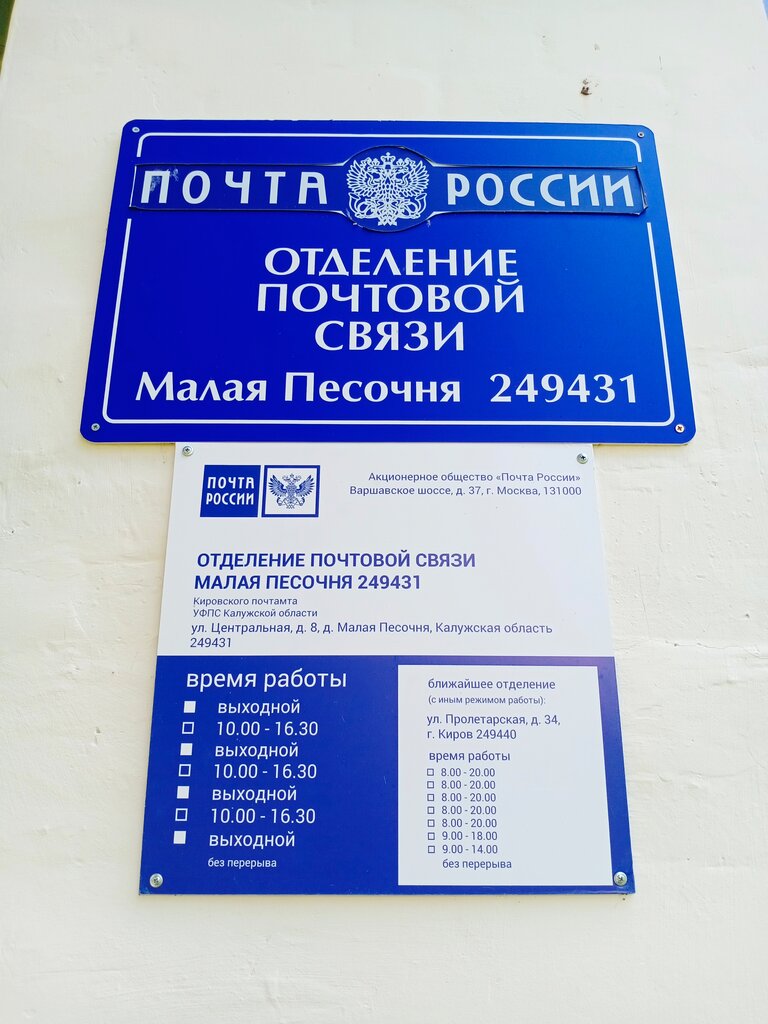 ПОЧТА РОССИИ
ОТДЕЛЕНИЕ
ПОЧТОВОЙ
СВЯЗИ
Малая Песочня 249431
ПОЧТА
РОССИИ
Акционерное общество «Почта России»
Варшавское шоссе, д. 37, г. Москва, 131000
ОТДЕЛЕНИЕ ПОЧТОВОЙ СВЯЗИ
МАЛАЯ ПЕСОЧНЯ 249431
Кировского почтамта
УФПС Калужской области
ул. Центральная, д. 8, д. Малая Песочня, Калужская область
249431
время работы
выходной
10.00 - 16.30
выходной
10.00 - 16.30
выходной
10.00 - 16.30
выходной
без перерыва
ближайшее отделение
(с иным режимом работы):
ул. Пролетарская, д. 34,
г. Киров 249440
время работы
8.00 - 20.00
8.00 - 20.00
8.00 - 20.00
8.00 - 20.00
8.00 - 20.00
9.00 - 18.00
9.00 - 14.00
без перерыва